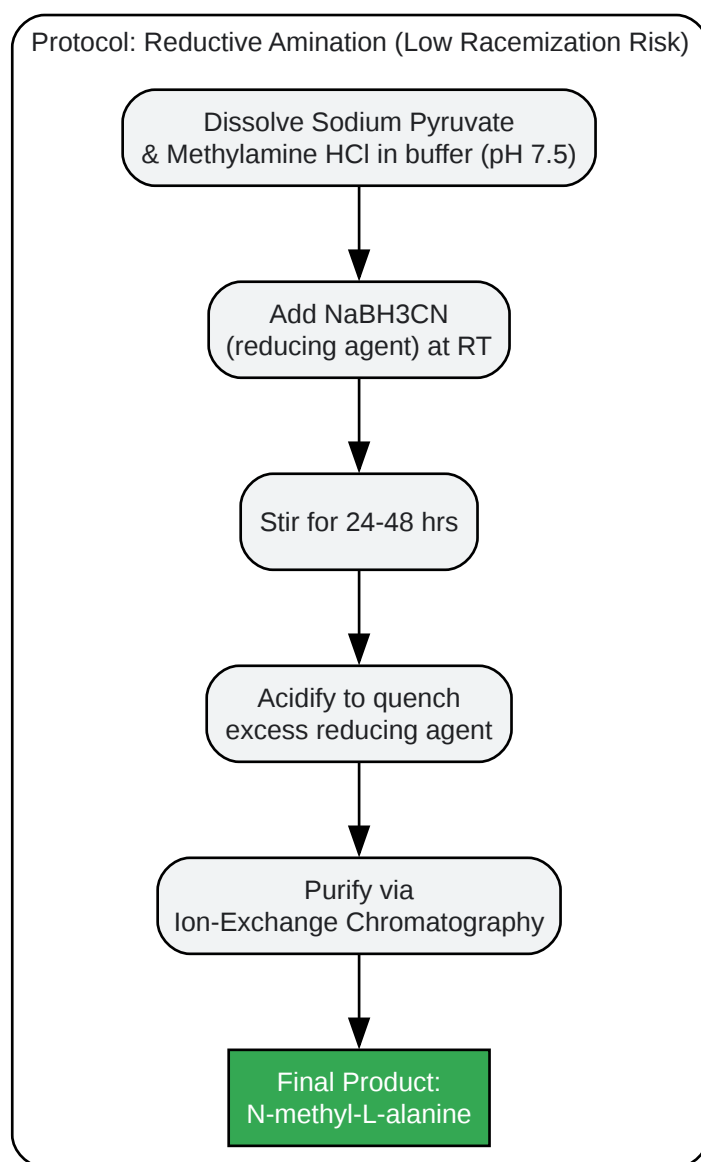 Protocol: Reductive Amination (Low Racemization Risk)
Dissolve Sodium Pyruvate
& Methylamine HCl in buffer (pH 7.5)
Add NaBH3CN
(reducing agent) at RT
Stir for 24-48 hrs
Acidify to quench
excess reducing agent
Purify via
Ion-Exchange Chromatography
Final Product:
N-methyl-L-alanine